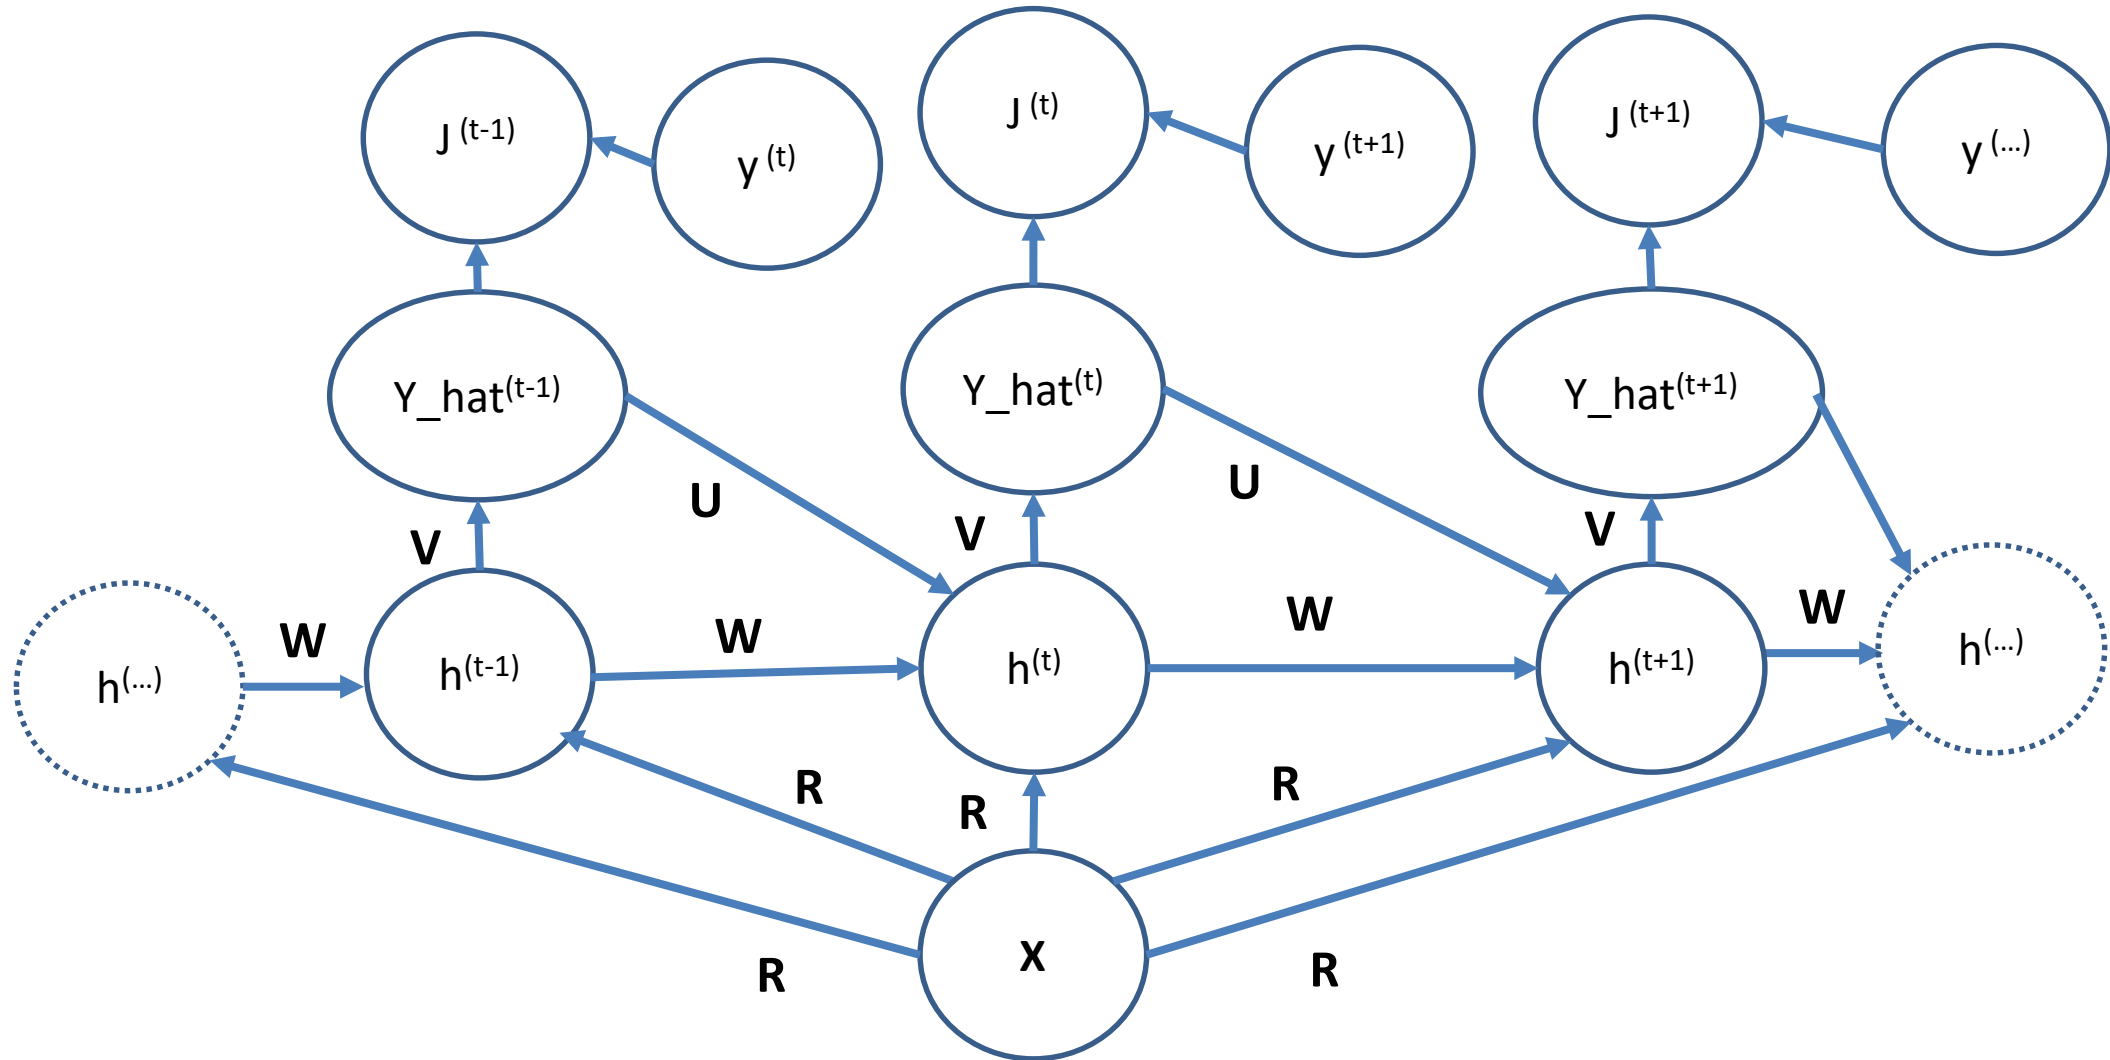 J (t-1)
y (t)
J (t)
y (t+1)
J (t+1)
y (...)
Y_hat(t-1)
Y_hat(t)
Y_hat(t+1)
U
U
V
V
V
h(...)
W
h(t-1)
W
h(t)
W
h(t+1)
W
h(...)
R
R
R
R
X
R